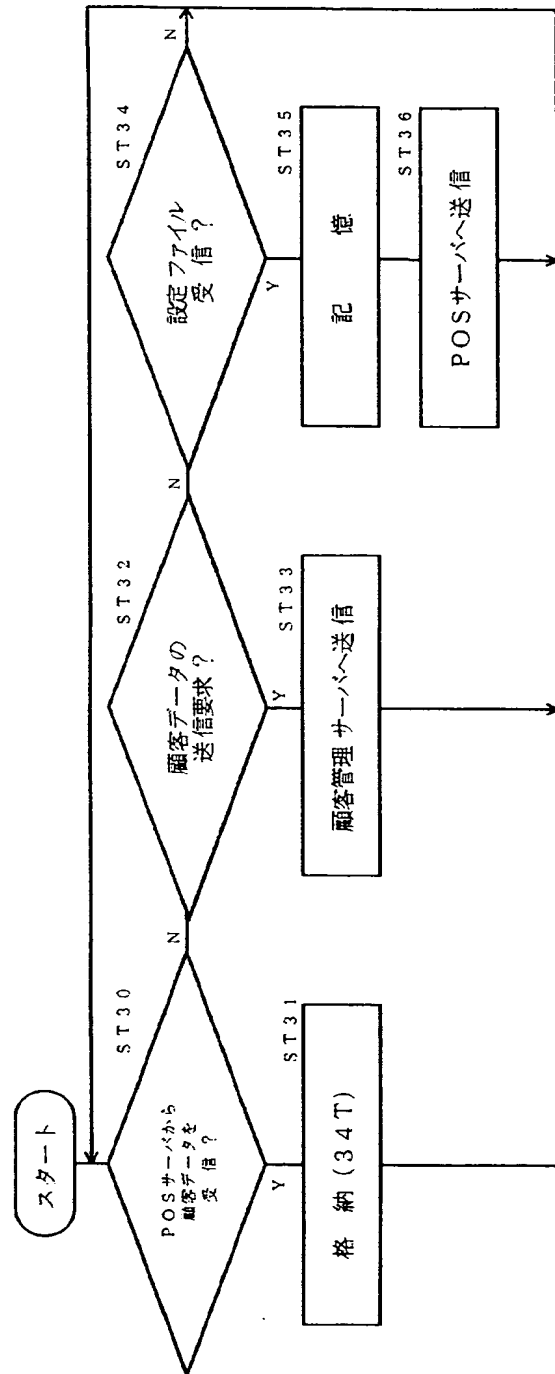 スタート
ST30
POSサーバから
顧客データを
受信?
N
Y
ST31
格 納 (34T)
ST32
顧客データの
送信要求?
N
Y
ST33
顧客管理サーバへ送信
ST34
設定ファイル
受信?
N
Y
ST35
記 憶
ST36
POSサーバへ送信